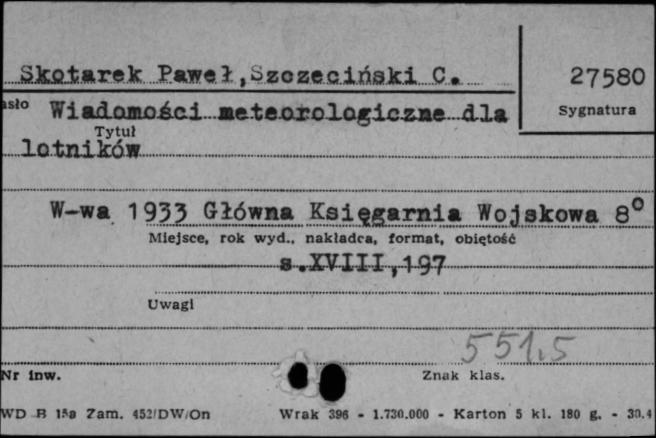 Skotarek Paweł, Szczeciński C.
27580
asło Wiadomości meteorologiczne dla
Sygnatura
Tytuł
lotników
W-wa 1933 Główna Księgarnia Wojskowa 8°
Miejsce, rok wyd., nakładca, format, obiętość
s.XVIII,197
Uwagi
551.5
Nr inw.
Znak klas.
WD B 15a Zam. 452/DW/On Wrak 396 - 1.730.000 - Karton 5 kl. 180 g. - 30.4